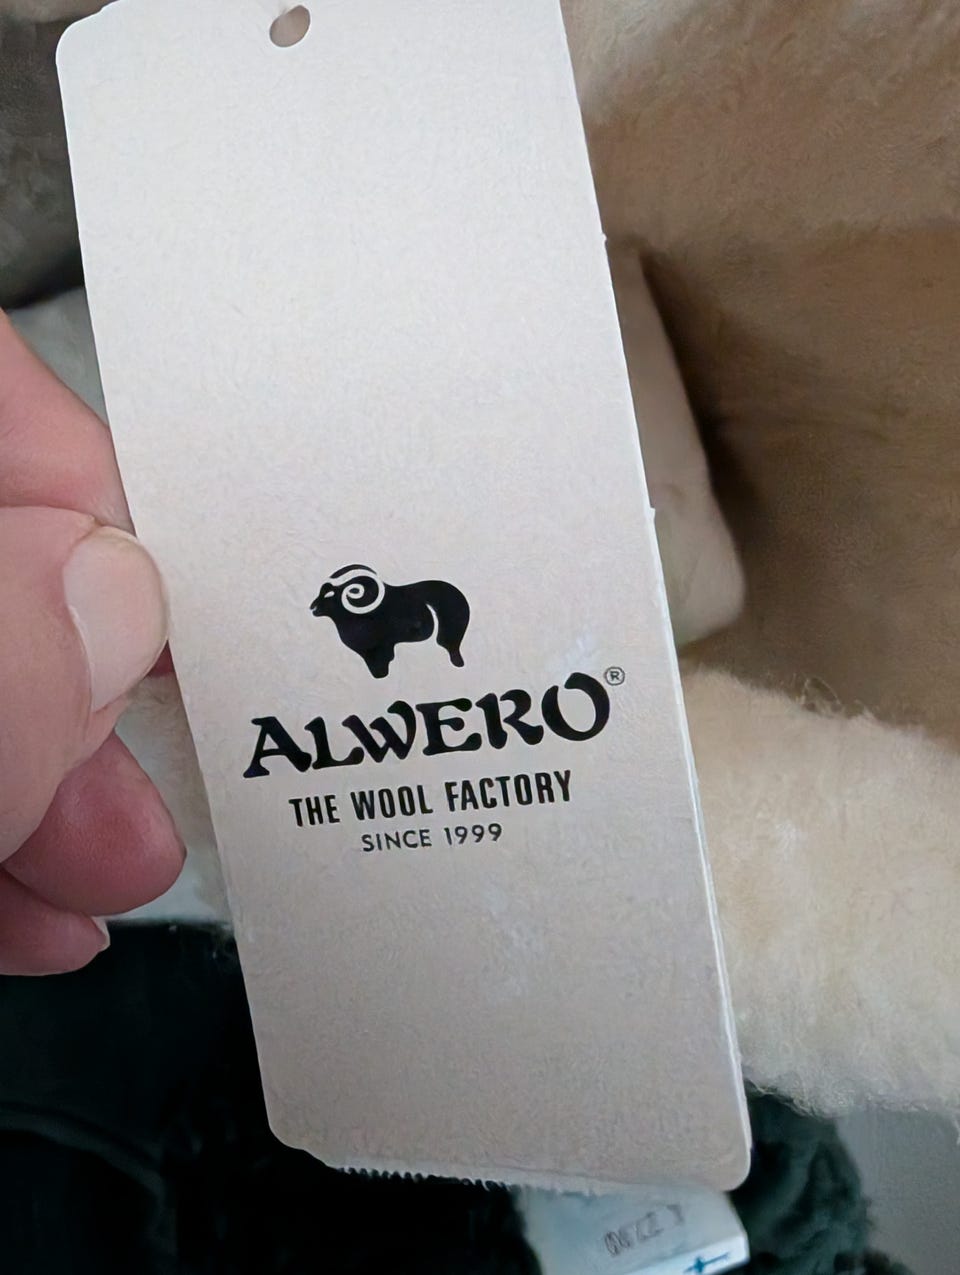 ALWERO®
THE WOOL FACTORY
SINCE 1999